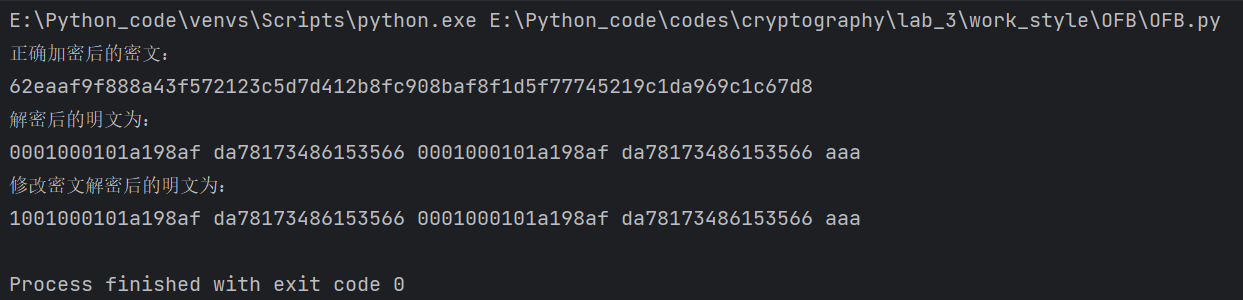 E:\Python_code\venvs\Scripts\python.exe E:\Python_code\codes\cryptography\lab_3\work_style\OFB\OFB.py
正确加密后的密文:
62eaaf9f888a43f572123c5d7d412b8fc908baf8f1d5f77745219c1da969c1c67d8
解密后的明文为:
0001000101a198af da78173486153566 0001000101a198af da78173486153566 aaa
修改密文解密后的明文为:
1001000101a198af da78173486153566 0001000101a198af da78173486153566 aaa
Process finished with exit code 0